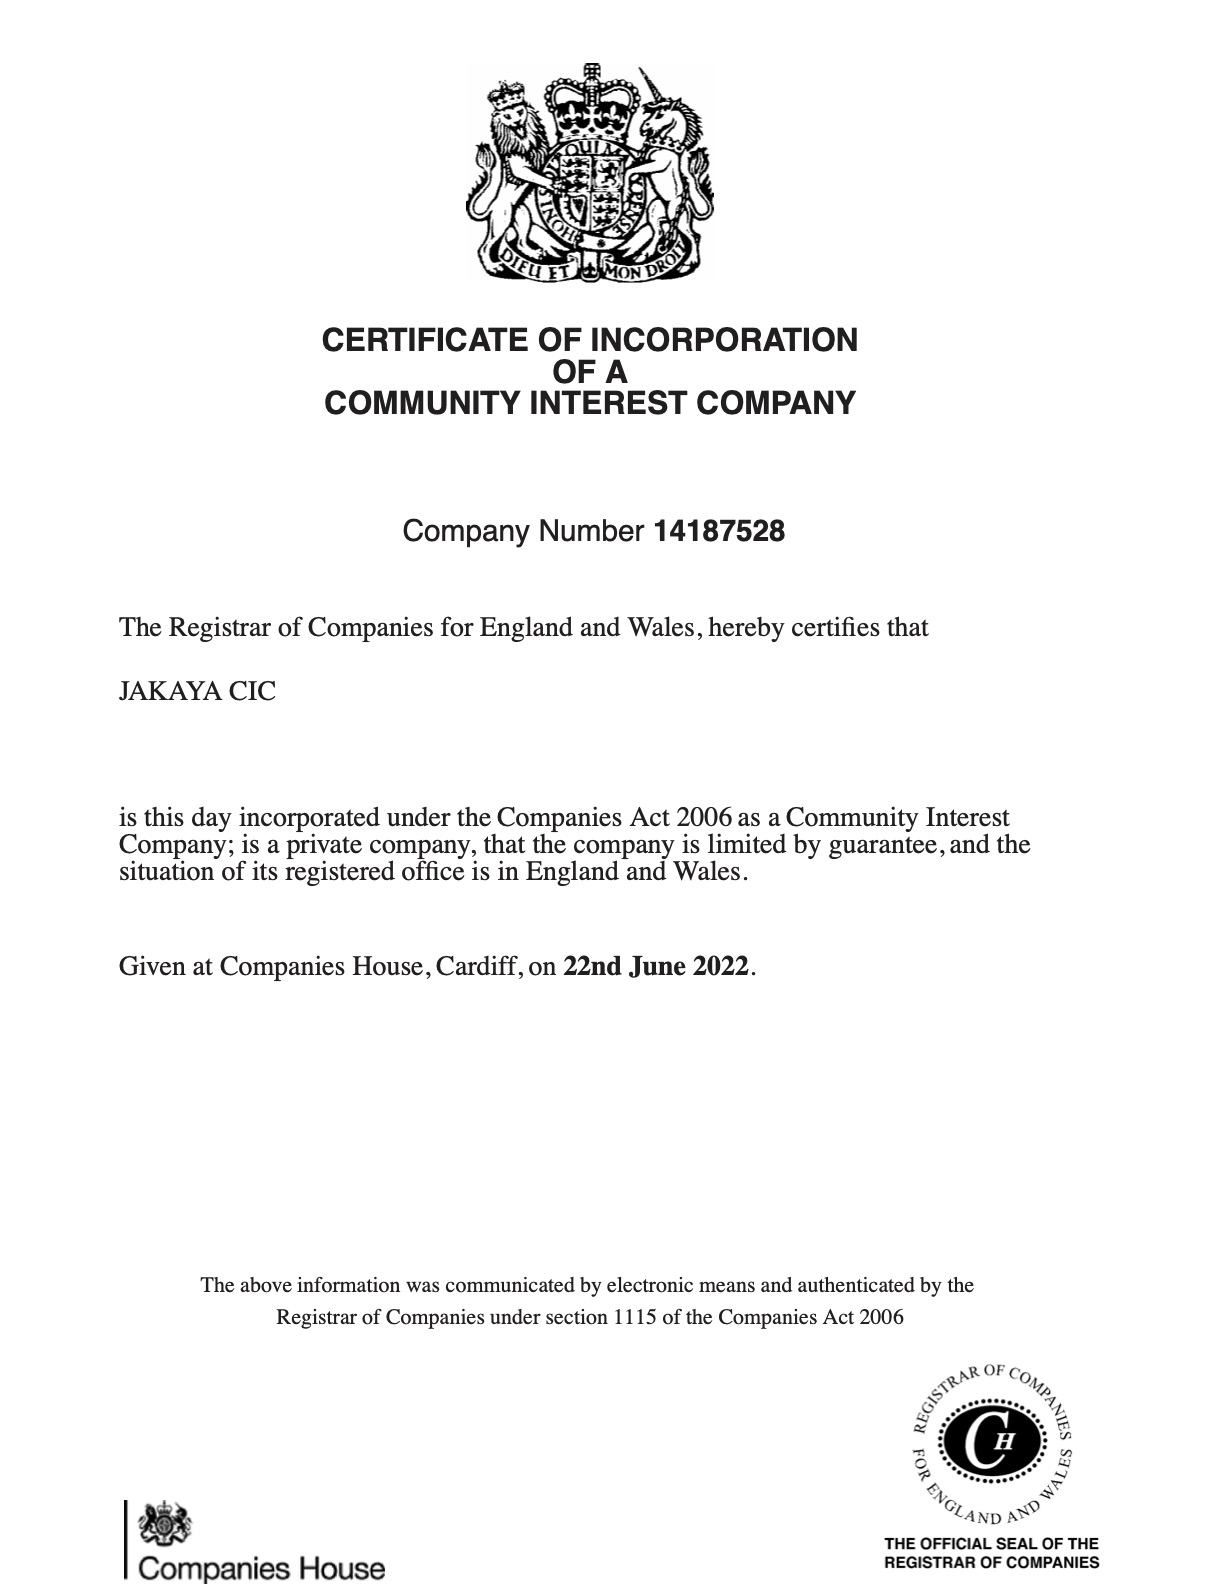 QUI M
HONI S
PENSE
DIEU ET MON DROIT
CERTIFICATE OF INCORPORATION
OF A
COMMUNITY INTEREST COMPANY
Company Number 14187528
The Registrar of Companies for England and Wales, hereby certifies that
JAKAYA CIC
is this day incorporated under the Companies Act 2006 as a Community Interest
Company; is a private company, that the company is limited by guarantee, and the
situation of its registered office is in England and Wales.
Given at Companies House, Cardiff, on 22nd June 2022.
The above information was communicated by electronic means and authenticated by the
Registrar of Companies under section 1115 of the Companies Act 2006
REGISTRAR OF COMPANIES
FOR ENGLAND AND WALES
CH
THE OFFICIAL SEAL OF THE
REGISTRAR OF COMPANIES
Companies House